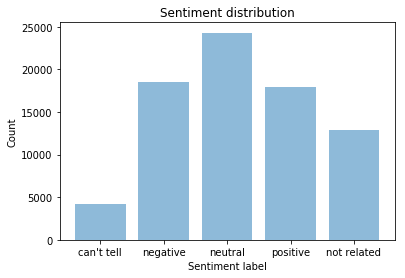 Sentiment distribution
25000
20000
15000
10000
5000
0
Count
can't tell negative neutral positive not related
Sentiment label